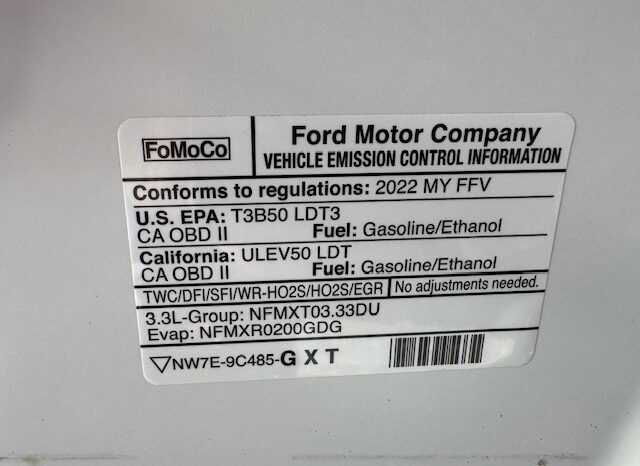 FoMoCo
Ford Motor Company
VEHICLE EMISSION CONTROL INFORMATION
Conforms to regulations: 2022 MY FFV
U.S. EPA: T3B50 LDT3
CA OBD II Fuel: Gasoline/Ethanol
California: ULEV50 LDT
CA OBD II Fuel: Gasoline/Ethanol
TWC/DFI/SFI/WR-HO2S/HO2S/EGR No adjustments needed.
3.3L-Group: NFMXT03.33DU
Evap: NFMXR0200GDG
▽NW7E-9C485-G X T